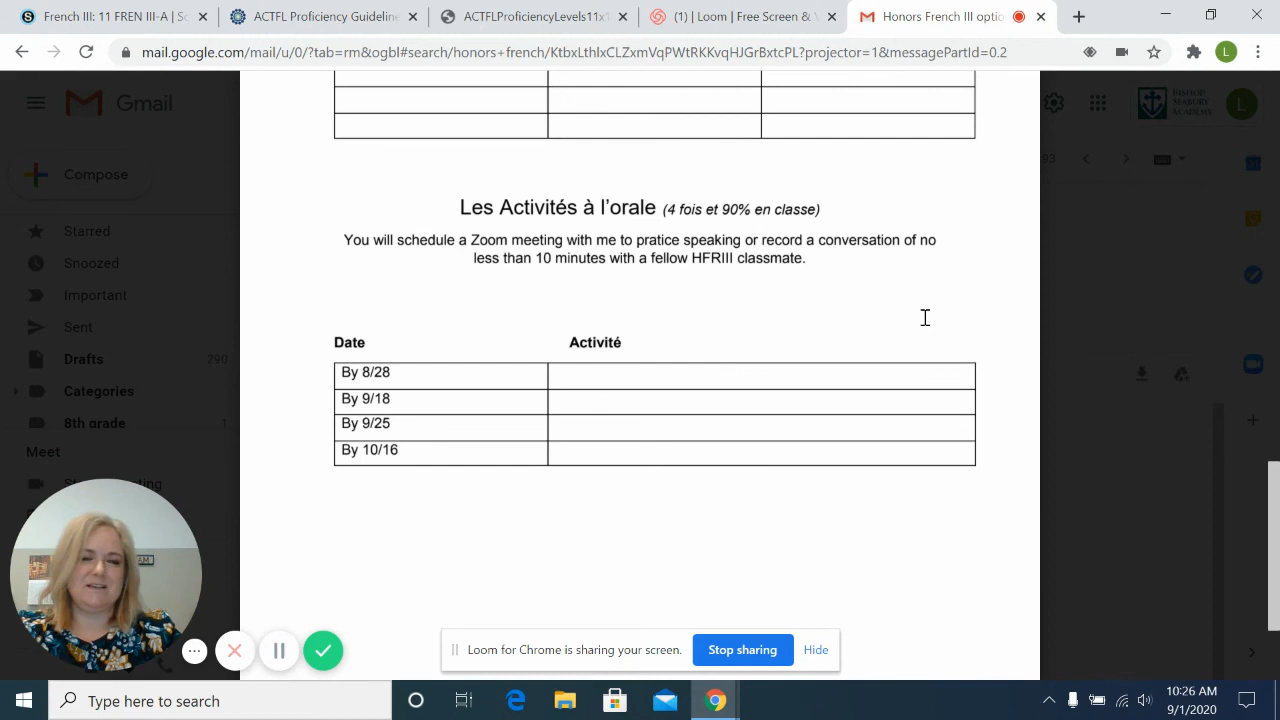 French III: 11 FREN III-A | Sc
ACTFL Proficiency Guideline
ACTFLProficiencyLevels11x1
(1) | Loom | Free Screen & V
Honors French III optio
mail.google.com/mail/u/0/?tab=rm&ogbl#search/honors+french/KtbxLthlxCLZxmVqPWtRKKvqHJGrBxtcPL?projector=1&messagePartId=0.2
L
Gmail
BISHOP
SEABURY
ACADEMY
L
Compose
93
Starred
Snoozed
Important
Sent
Drafts 290
Categories
8th grade 1
Meet
Les Activités à l'orale (4 fois et 90% en classe)
You will schedule a Zoom meeting with me to pratice speaking or record a conversation of no
less than 10 minutes with a fellow HFRIII classmate.
Date Activité
By 8/28
By 9/18
By 9/25
By 10/16
Loom for Chrome is sharing your screen. Stop sharing Hide
Type here to search
10:26 AM
9/1/2020